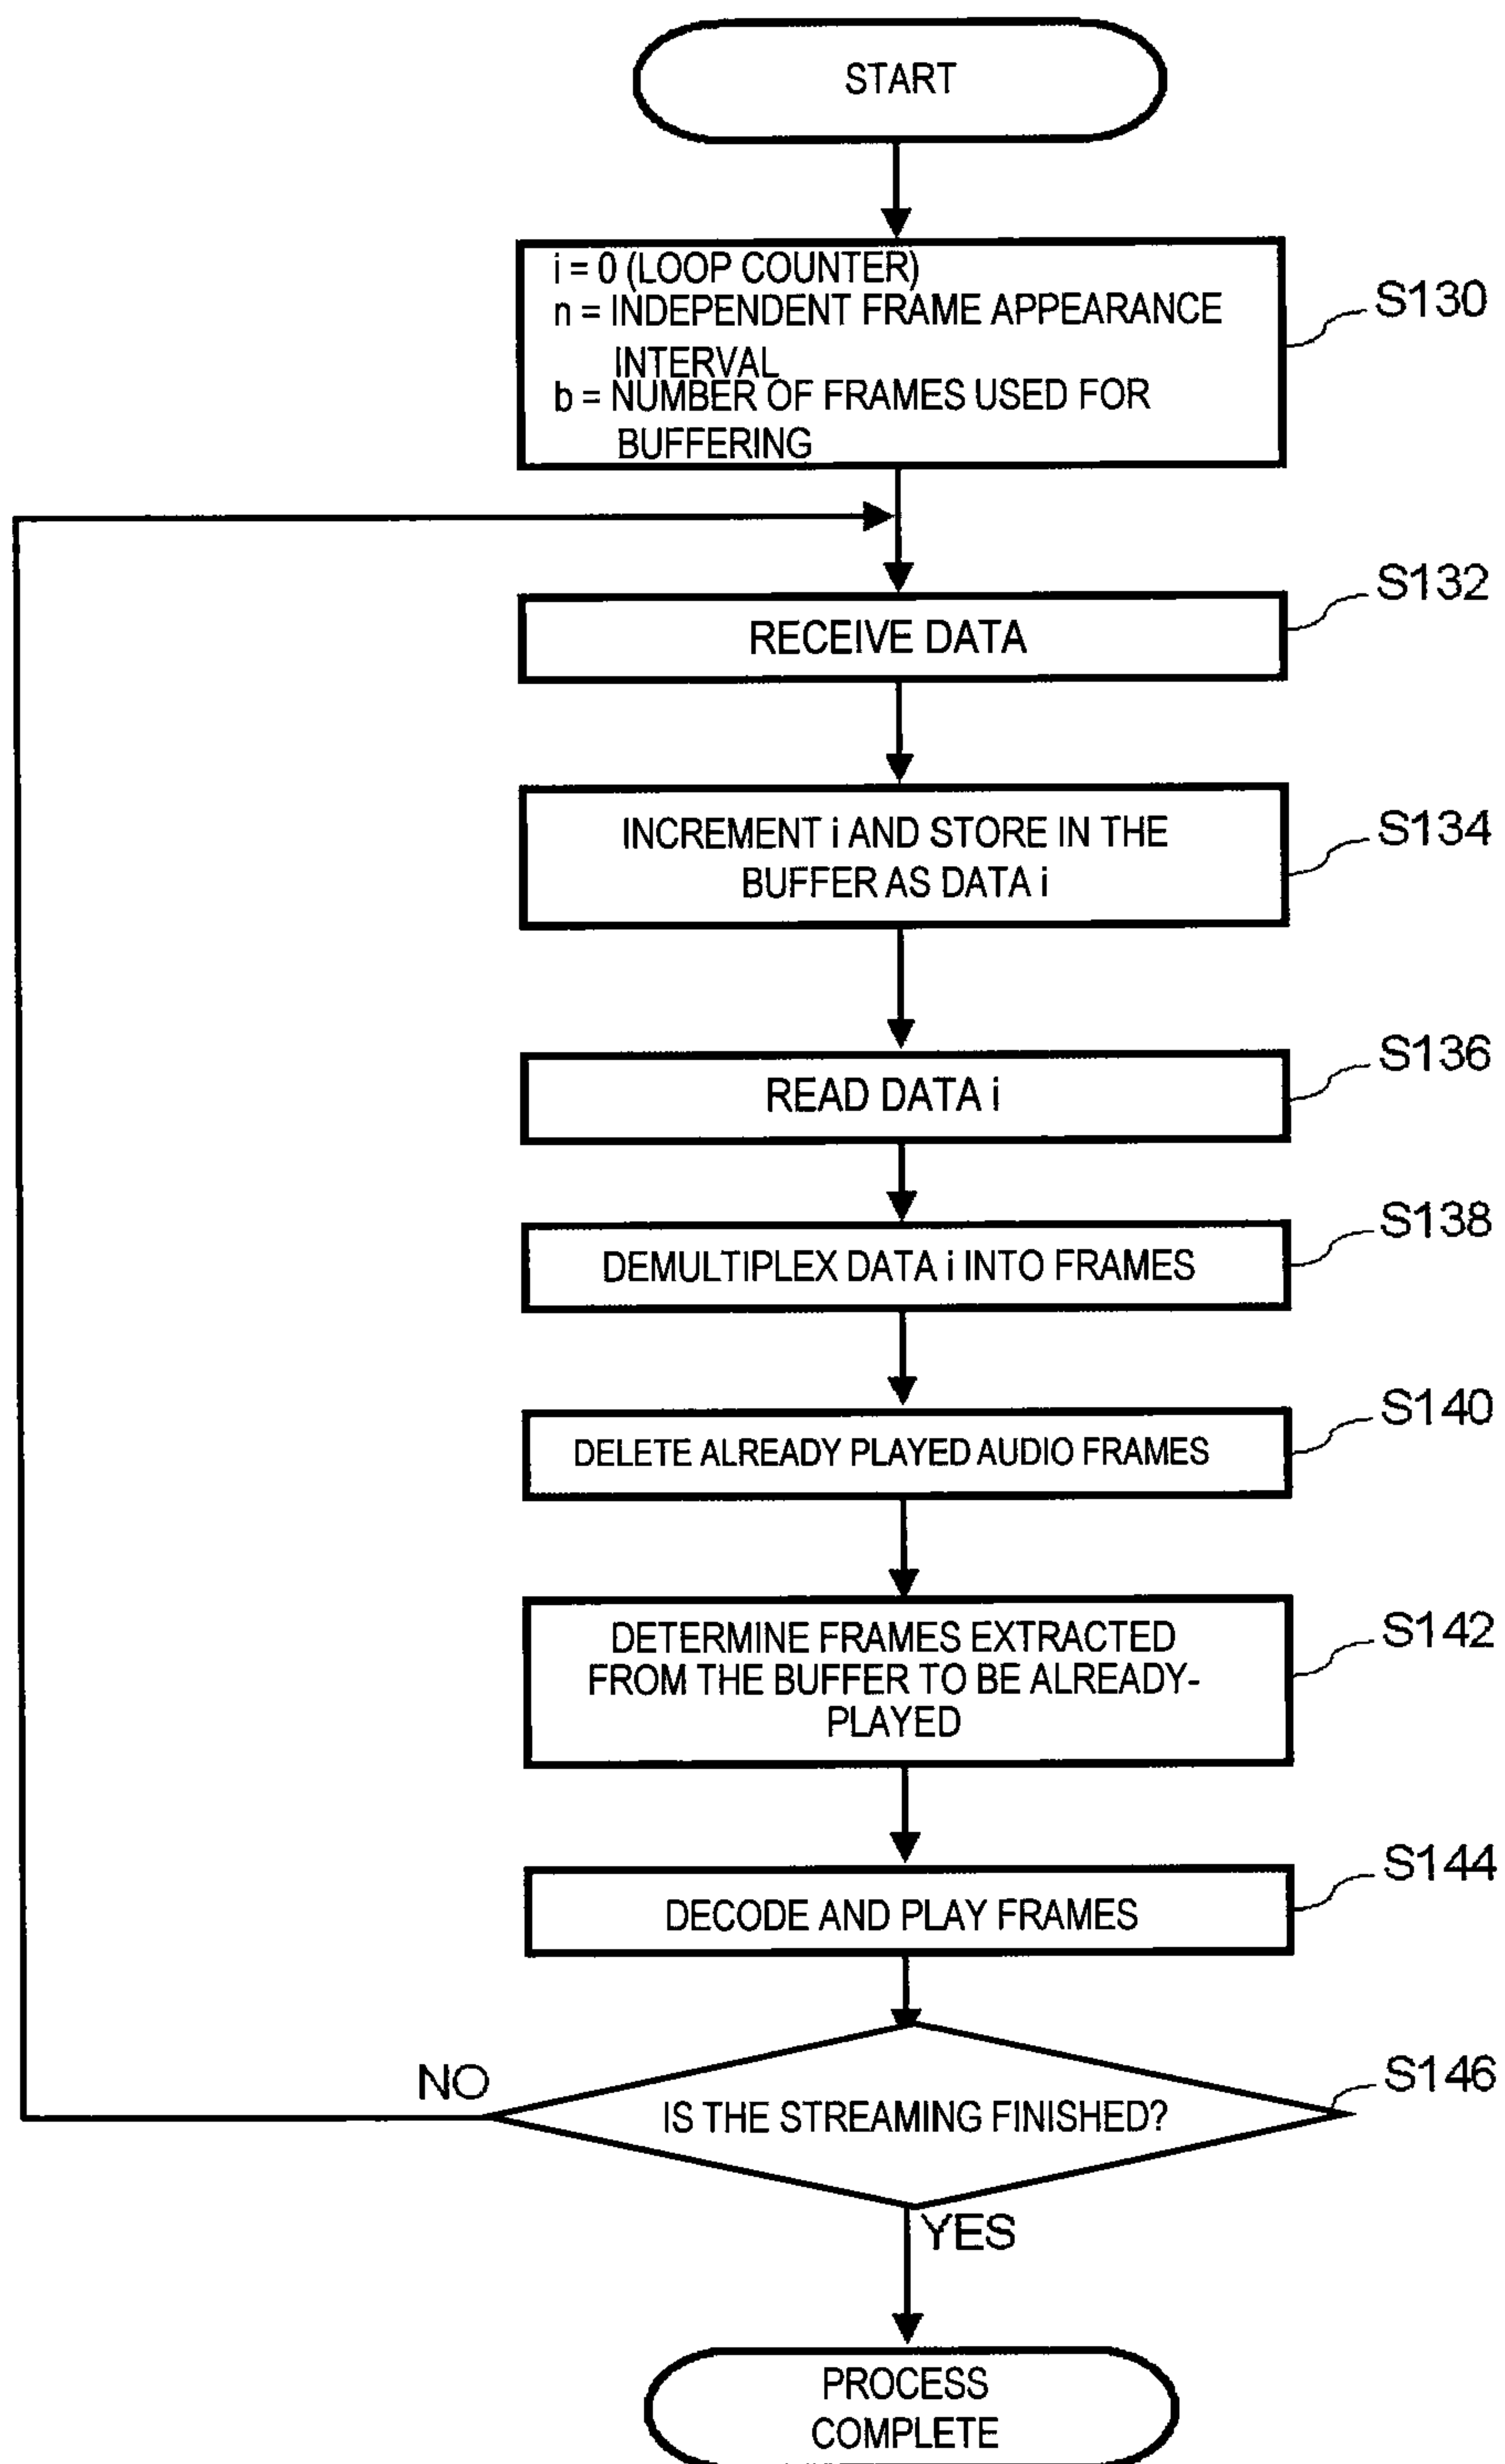 START
i = 0 (LOOP COUNTER)
n = INDEPENDENT FRAME APPEARANCE
INTERVAL
b = NUMBER OF FRAMES USED FOR
BUFFERING
S130
RECEIVE DATA
S132
INCREMENT i AND STORE IN THE
BUFFER AS DATA i
S134
READ DATA i
S136
DEMULTIPLEX DATA i INTO FRAMES
S138
DELETE ALREADY PLAYED AUDIO FRAMES
S140
DETERMINE FRAMES EXTRACTED
FROM THE BUFFER TO BE ALREADY-
PLAYED
S142
DECODE AND PLAY FRAMES
S144
NO
IS THE STREAMING FINISHED?
S146
YES
PROCESS
COMPLETE